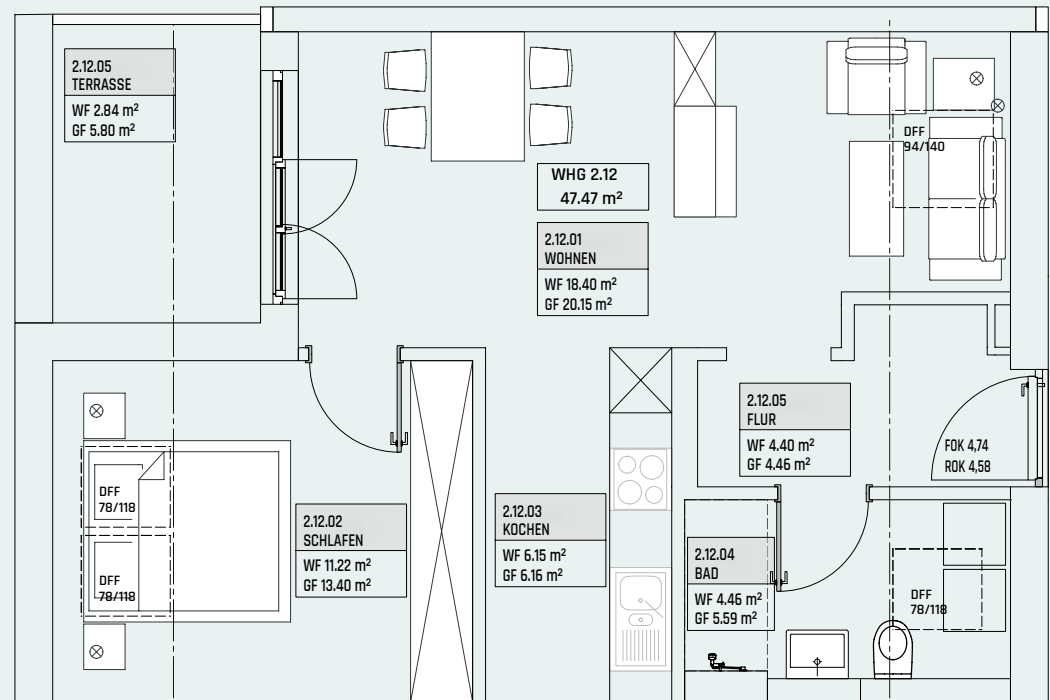 2.12.05
TERRASSE
WF 2.84 m²
GF 5.80 m²
DFF
94/140
WHG 2.12
47.47 m²
2.12.01
WOHNEN
WF 18.40 m²
GF 20.15 m²
2.12.05
FLUR
WF 4.40 m²
GF 4.46 m²
FOK 4,74
ROK 4,58
DFF
78/118
DFF
78/118
2.12.02
SCHLAFEN
WF 11.22 m²
GF 13.40 m²
2.12.03
KOCHEN
WF 6.15 m²
GF 6.16 m²
2.12.04
BAD
WF 4.46 m²
GF 5.59 m²
DFF
78/118